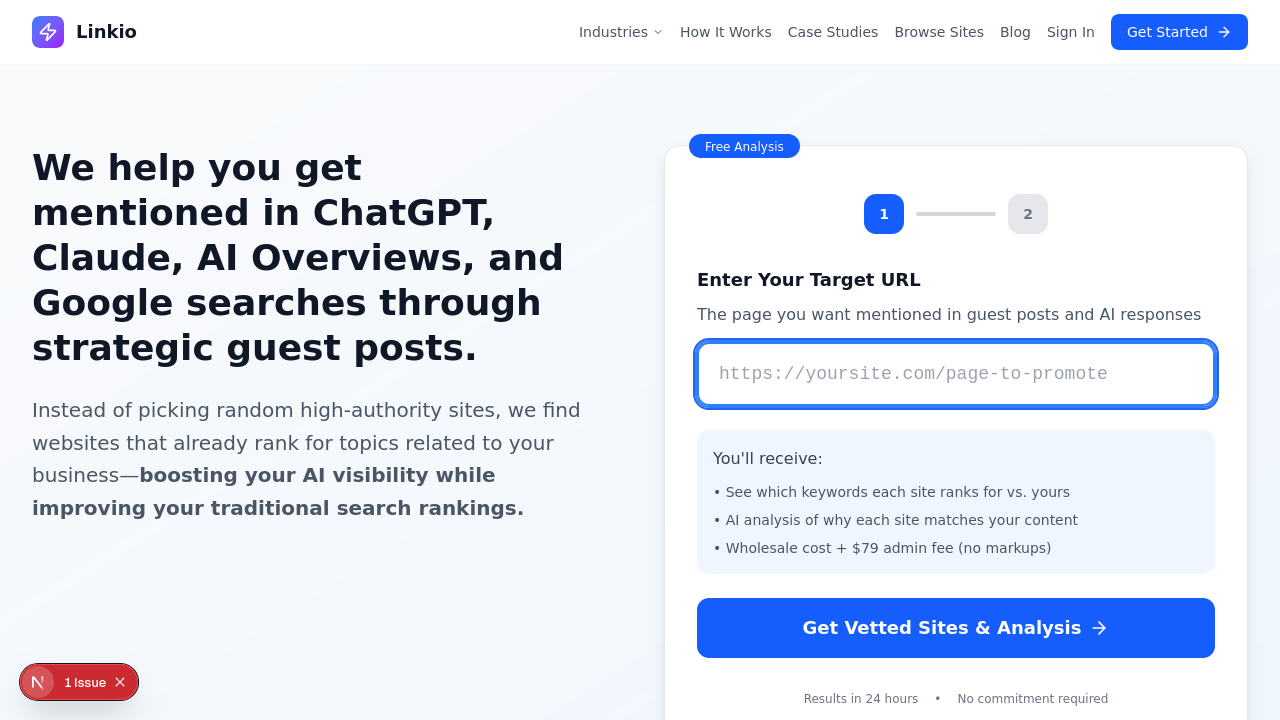 Linkio
Industries
How It Works
Case Studies
Browse Sites
Blog
Sign In
Get Started
We help you get
mentioned in ChatGPT,
Claude, AI Overviews, and
Google searches through
strategic guest posts.
Instead of picking random high-authority sites, we find
websites that already rank for topics related to your
business—boosting your AI visibility while
improving your traditional search rankings.
Free Analysis
1
2
Enter Your Target URL
The page you want mentioned in guest posts and AI responses
https://yoursite.com/page-to-promote
You'll receive:
• See which keywords each site ranks for vs. yours
• AI analysis of why each site matches your content
• Wholesale cost + $79 admin fee (no markups)
Get Vetted Sites & Analysis
Results in 24 hours • No commitment required
1 Issue